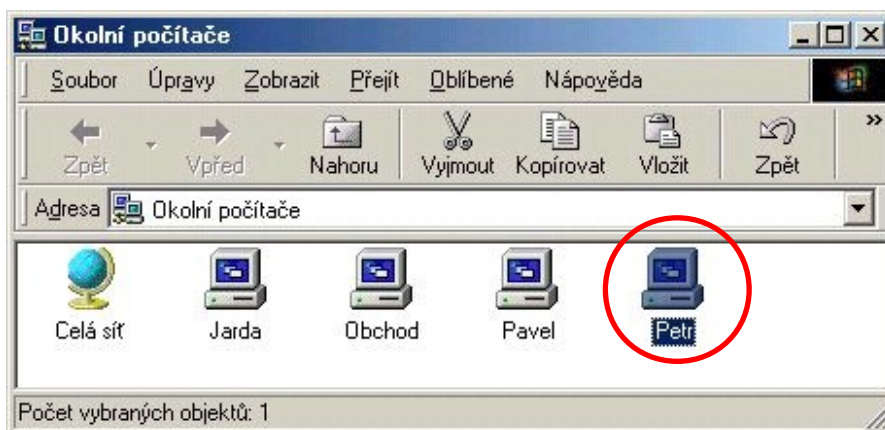 Okolní počítače
Soubor Úpravy Zobrazit Přejít Oblíbené Nápověda
Zpět Vpřed Nahoru Vyjmout Kopírovat Vložit Zpět »
Adresa Okolní počítače
Celá síť Jarda Obchod Pavel Petr
Počet vybraných objektů: 1